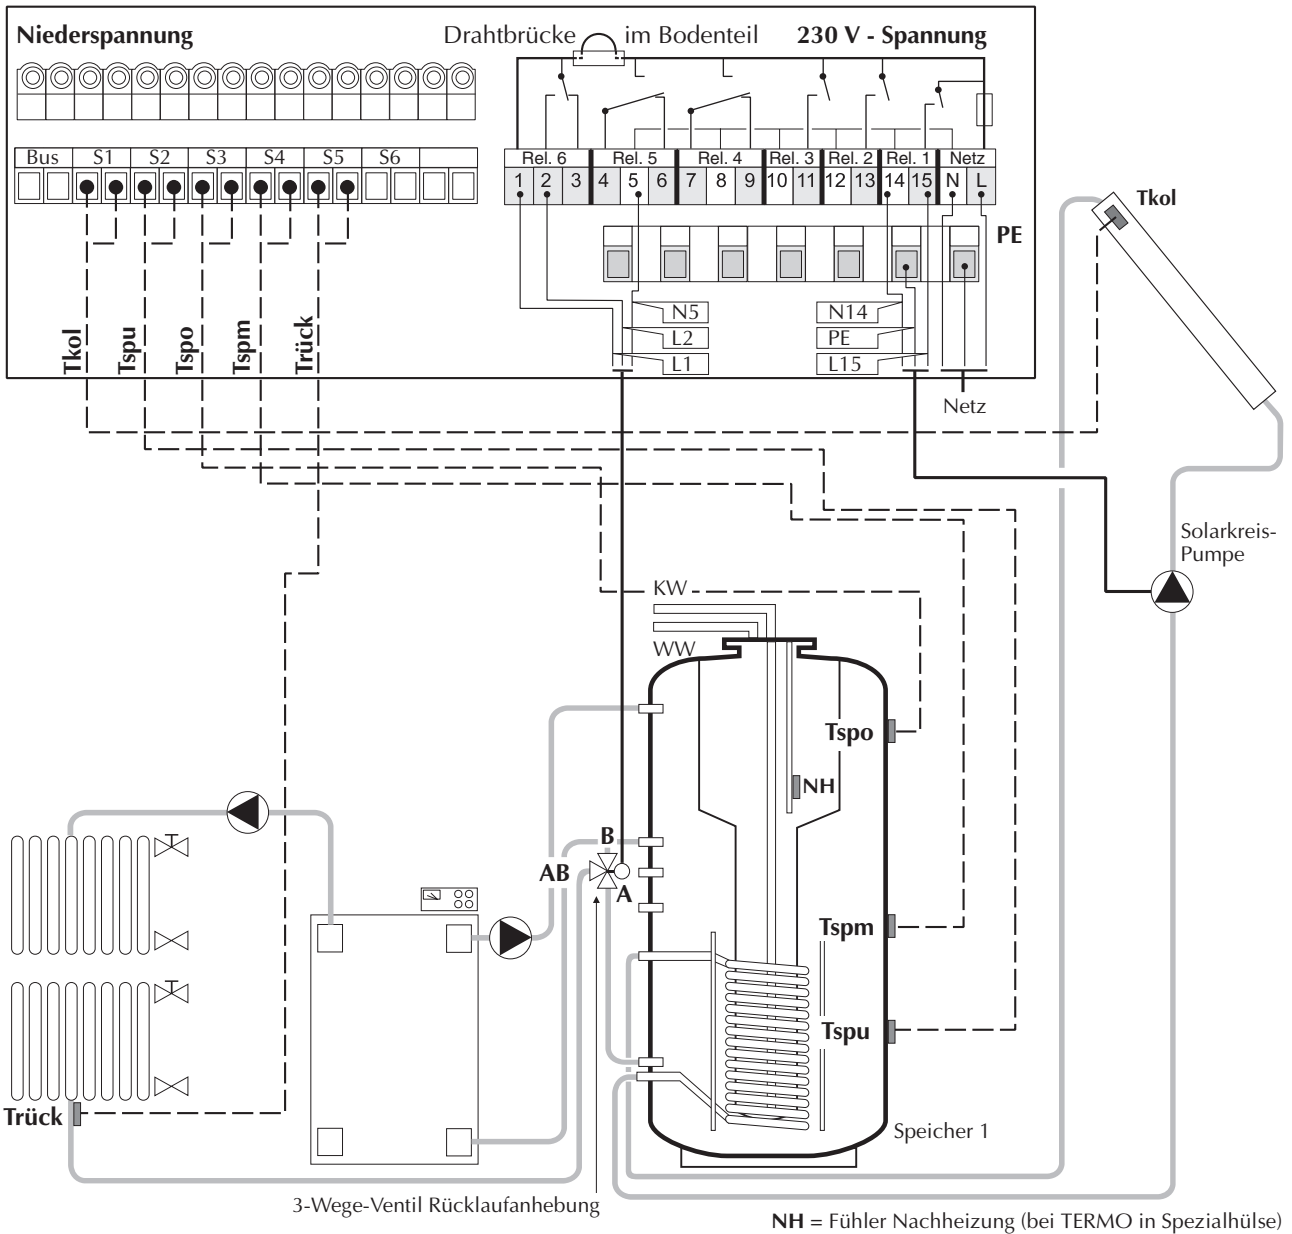 Niederspannung
Drahtbrücke im Bodenteil
230 V - Spannung
Bus S1 S2 S3 S4 S5 S6
Rel. 6 Rel. 5 Rel. 4 Rel. 3 Rel. 2 Rel. 1 Netz
1 2 3 4 5 6 7 8 9 10 11 12 13 14 15 N L
PE
N5
L2
L1
N14
PE
L15
Netz
Tkol
Tspu
Tspo
Tspm
Trück
Tkol
Solarkreis-
Pumpe
KW
WW
Tspo
NH
B
AB
A
Tspm
Tspu
Trück
Speicher 1
3-Wege-Ventil Rücklaufanhebung
NH = Fühler Nachheizung (bei TERMO in Spezialhülse)